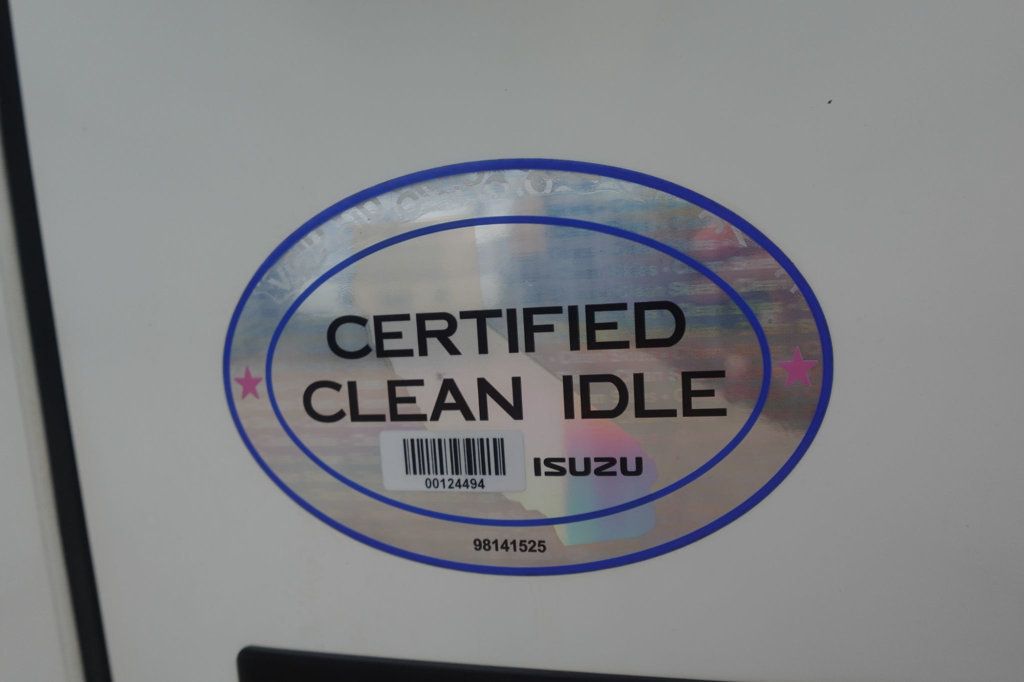 CERTIFIED
CLEAN IDLE
00124494
ISUZU
98141525